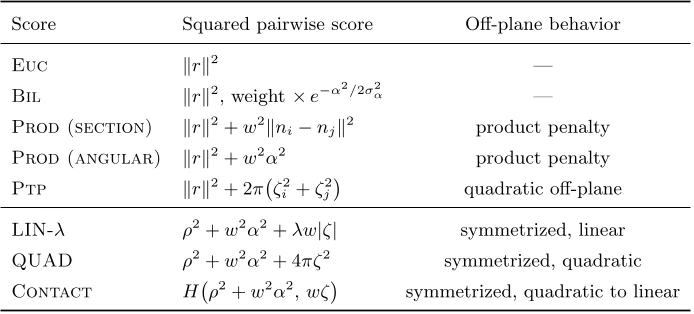 Score Squared pairwise score Off-plane behavior
Euc ‖r‖² —
Bil ‖r‖², weight × e^{−α²/2σ_α²} —
Prod (section) ‖r‖² + w²‖n_i − n_j‖² product penalty
Prod (angular) ‖r‖² + w²α² product penalty
Ptp ‖r‖² + 2π(ζ_i² + ζ_j²) quadratic off-plane
LIN-λ ρ² + w²α² + λw|ζ| symmetrized, linear
QUAD ρ² + w²α² + 4πζ² symmetrized, quadratic
Contact H(ρ² + w²α², wζ) symmetrized, quadratic to linear